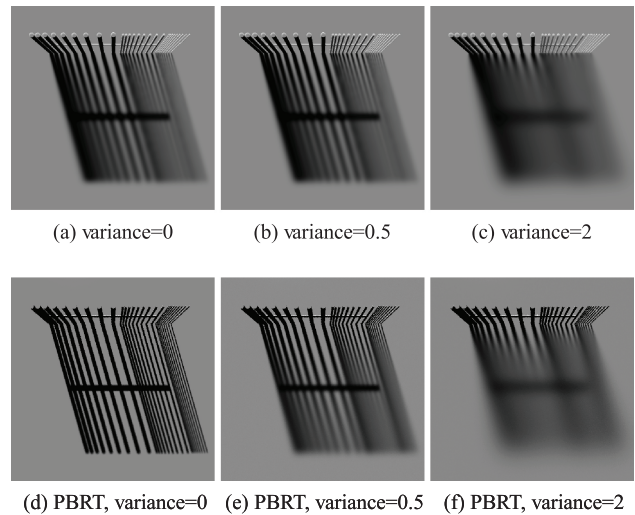 (a) variance=0
(b) variance=0.5
(c) variance=2
(d) PBRT, variance=0
(e) PBRT, variance=0.5
(f) PBRT, variance=2